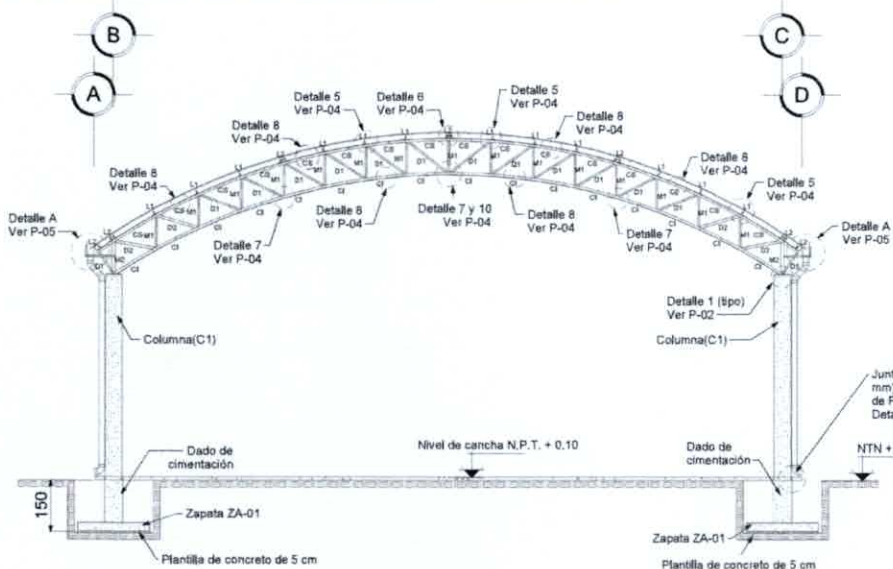 B
C
A
D
Detalle 5
Ver P-04
Detalle 6
Ver P-04
Detalle 5
Ver P-04
Detalle 8
Ver P-04
Detalle 8
Ver P-04
Detalle 8
Ver P-04
Detalle 8
Ver P-04
Detalle 5
Ver P-04
Detalle A
Ver P-05
Detalle A
Ver P-05
Detalle 7
Ver P-04
Detalle 8
Ver P-04
Detalle 7 y 10
Ver P-04
Detalle 8
Ver P-04
Detalle 7
Ver P-04
Detalle 1 (tipo)
Ver P-02
Columna(C1)
Columna(C1)
Junt
mm)
de P
Deta
Nivel de cancha N.P.T. + 0.10
NTN +
Dado de
cimentación
Dado de
cimentación
150
Zapata ZA-01
Zapata ZA-01
Plantilla de concreto de 5 cm
Plantilla de concreto de 5 cm